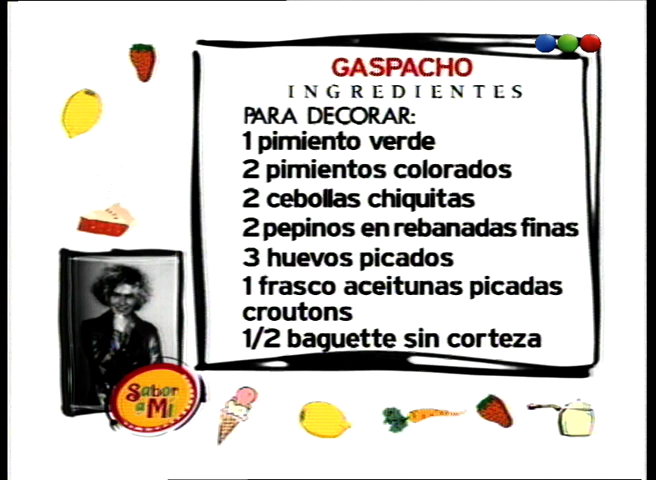 GASPACHO
INGREDIENTES
PARA DECORAR:
1 pimiento verde
2 pimientos colorados
2 cebollas chiquitas
2 pepinos en rebanadas finas
3 huevos picados
1 frasco aceitunas picadas
croutons
1/2 baguette sin corteza
Sabor
a Mí